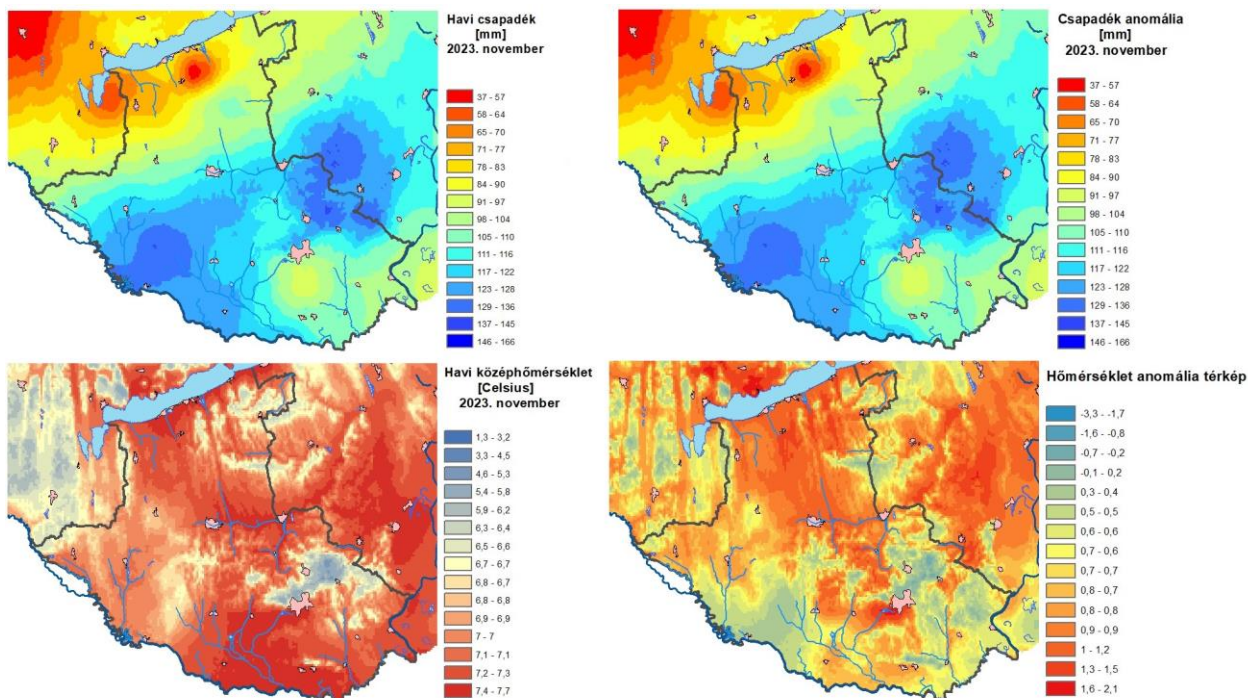 Havi csapadék
[mm]
2023. november
37 - 57
58 - 64
65 - 70
71 - 77
78 - 83
84 - 90
91 - 97
98 - 104
105 - 110
111 - 116
117 - 122
123 - 128
129 - 136
137 - 145
146 - 166
Csapadék anomália
[mm]
2023. november
37 - 57
58 - 64
65 - 70
71 - 77
78 - 83
84 - 90
91 - 97
98 - 104
105 - 110
111 - 116
117 - 122
123 - 128
129 - 136
137 - 145
146 - 166
Havi középhőmérséklet
[Celsius]
2023. november
1,3 - 3,2
3,3 - 4,5
4,6 - 5,3
5,4 - 5,8
5,9 - 6,2
6,3 - 6,4
6,5 - 6,6
6,7 - 6,7
6,8 - 6,7
6,8 - 6,8
6,9 - 6,9
7 - 7
7,1 - 7,1
7,2 - 7,3
7,4 - 7,7
Hőmérséklet anomália térkép
-3,3 - -1,7
-1,6 - -0,8
-0,7 - -0,2
-0,1 - 0,2
0,3 - 0,4
0,5 - 0,5
0,6 - 0,6
0,7 - 0,6
0,7 - 0,7
0,8 - 0,7
0,8 - 0,8
0,9 - 0,9
1 - 1,2
1,3 - 1,5
1,6 - 2,1